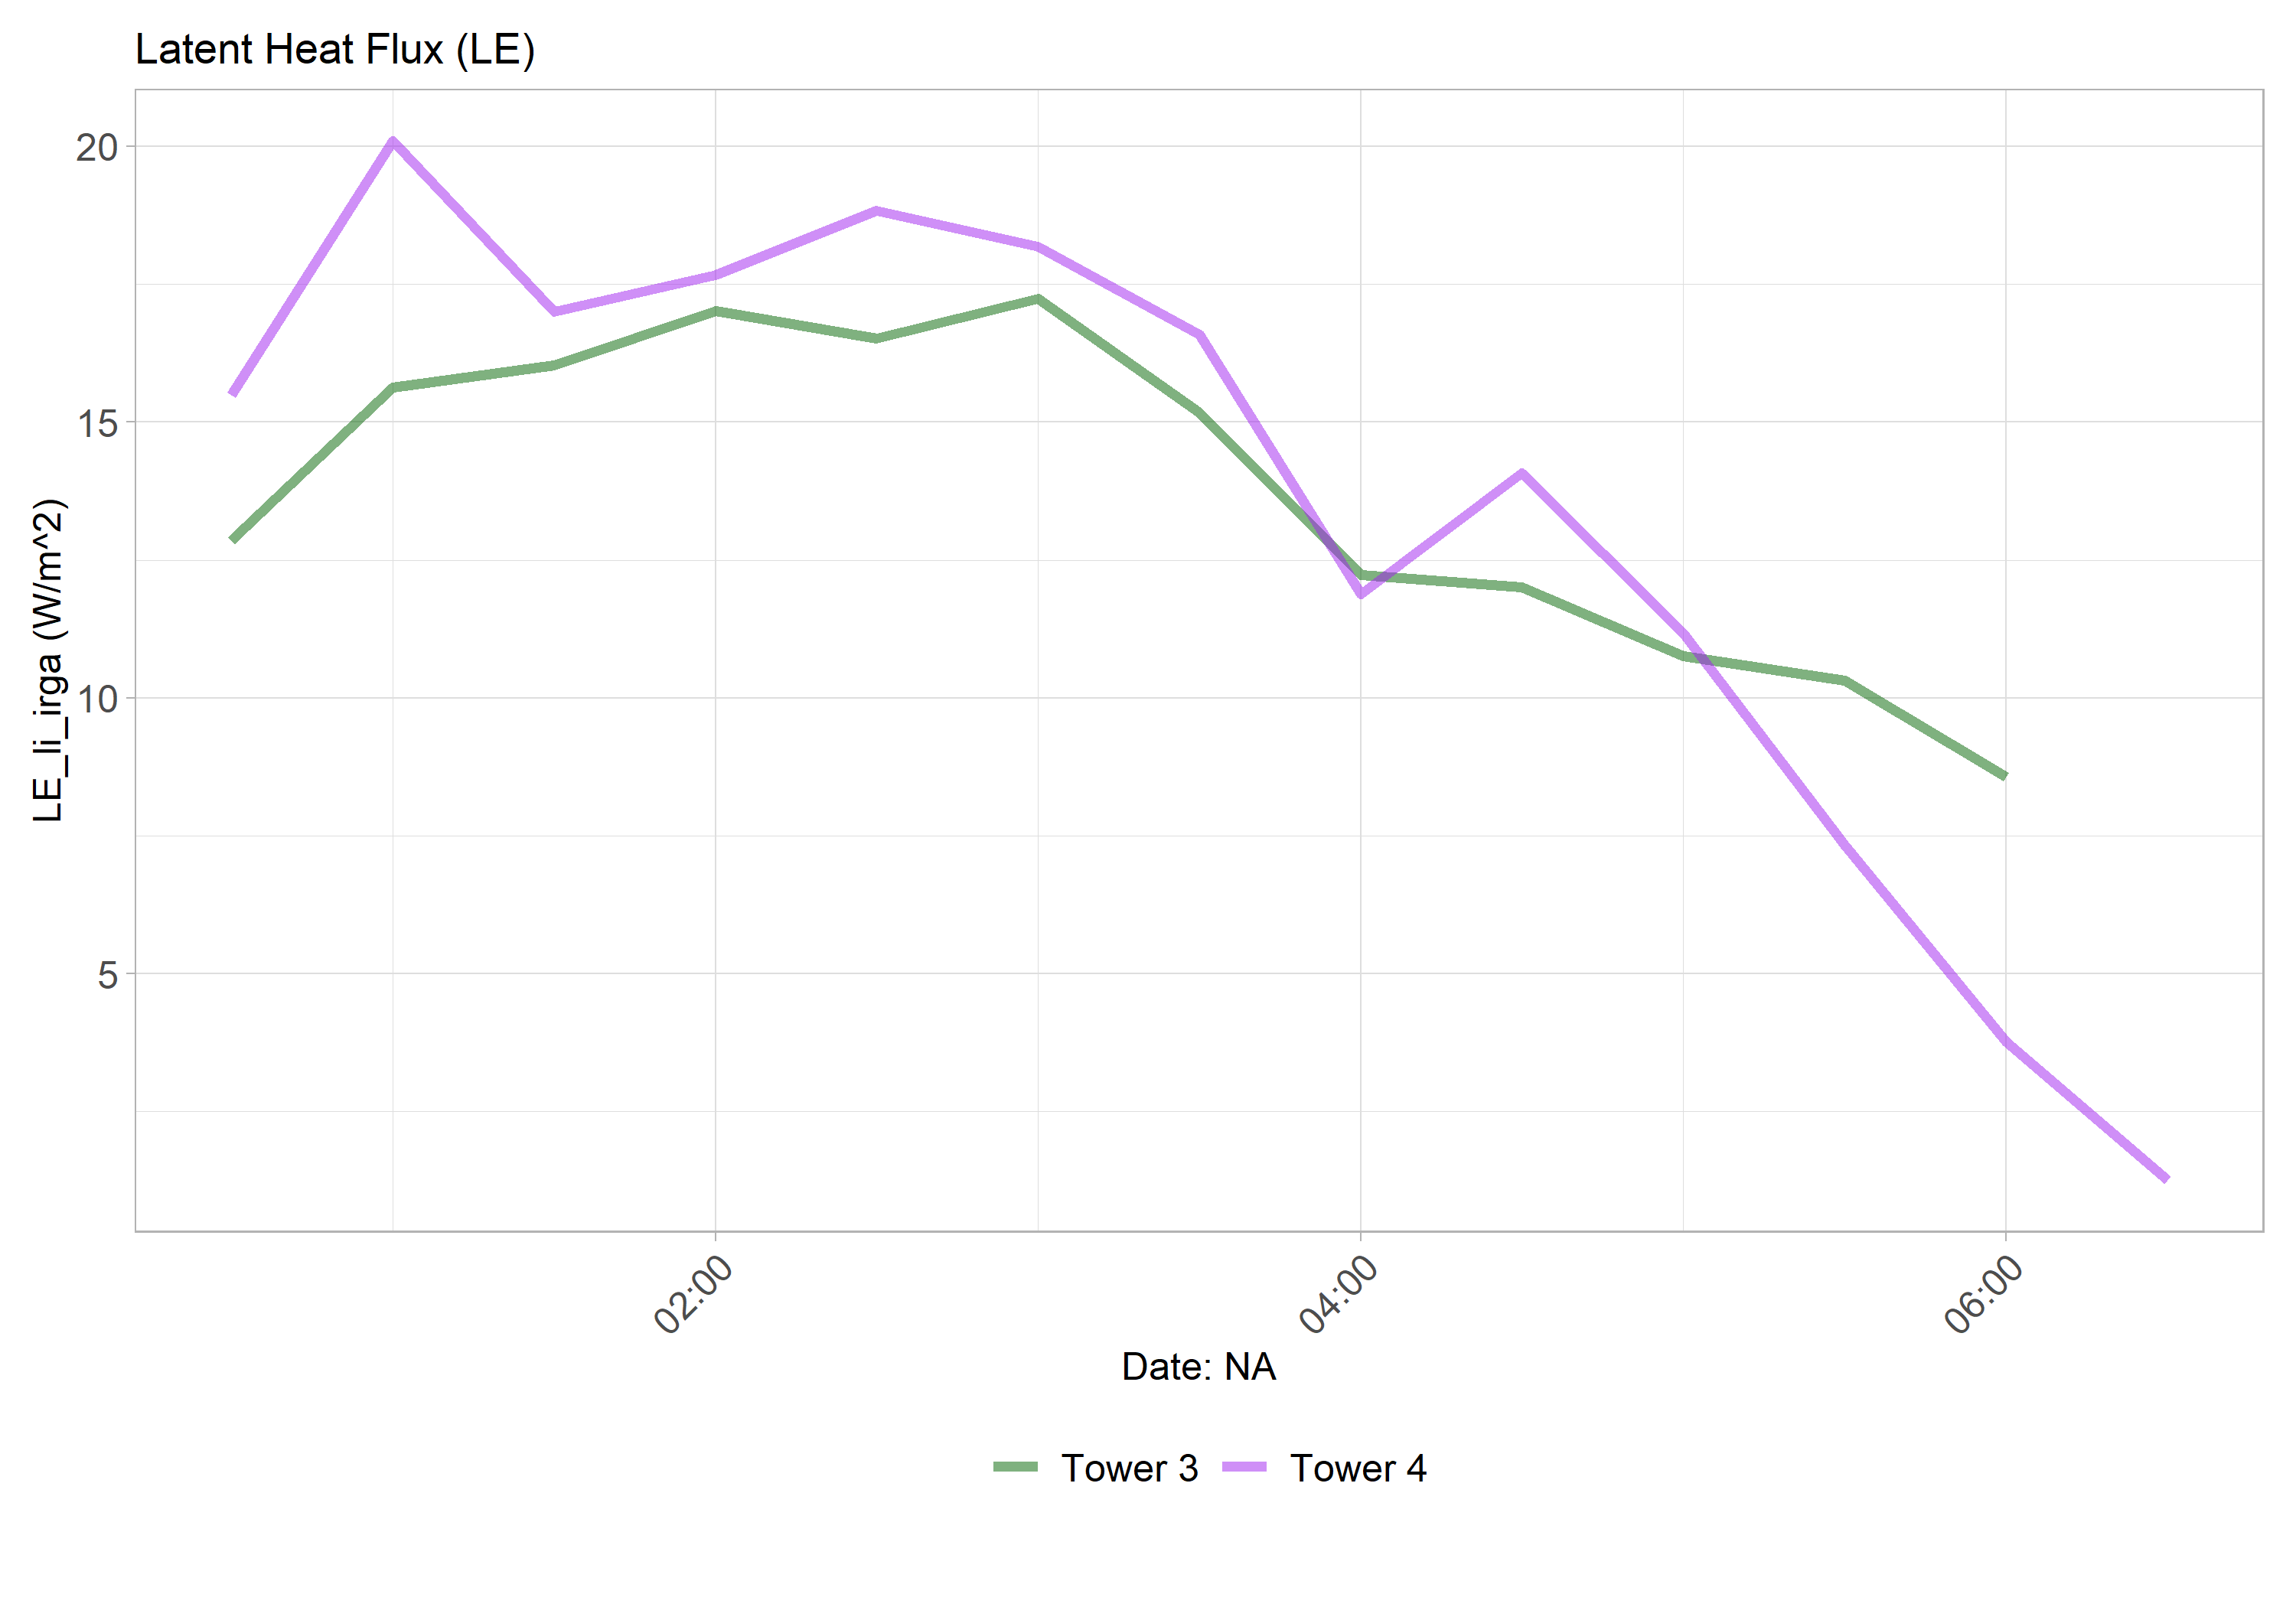 Latent Heat Flux (LE)
LE_li_irga (W/m^2)
20
15
10
5
02:00
04:00
06:00
Date: NA
Tower 3
Tower 4